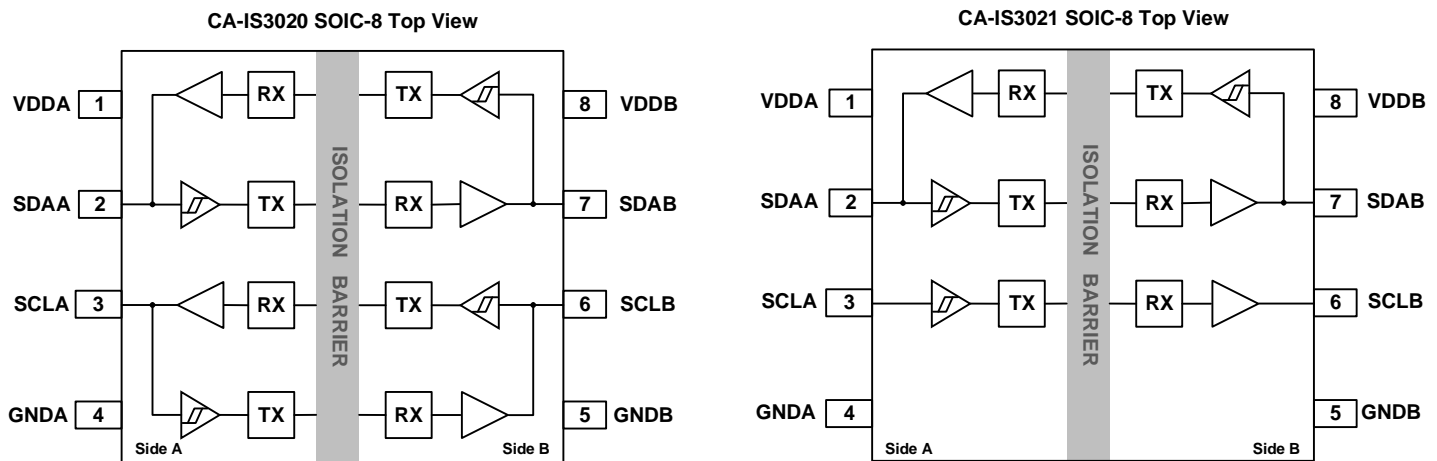 CA-IS3020 SOIC-8 Top View
VDDA 1 RX TX 8 VDDB
SDAA 2 TX RX 7 SDAB
SCLA 3 RX TX 6 SCLB
GNDA 4 TX RX 5 GNDB
ISOLATION BARRIER
Side A Side B
CA-IS3021 SOIC-8 Top View
VDDA 1 RX TX 8 VDDB
SDAA 2 TX RX 7 SDAB
SCLA 3 TX RX 6 SCLB
GNDA 4 5 GNDB
ISOLATION BARRIER
Side A Side B